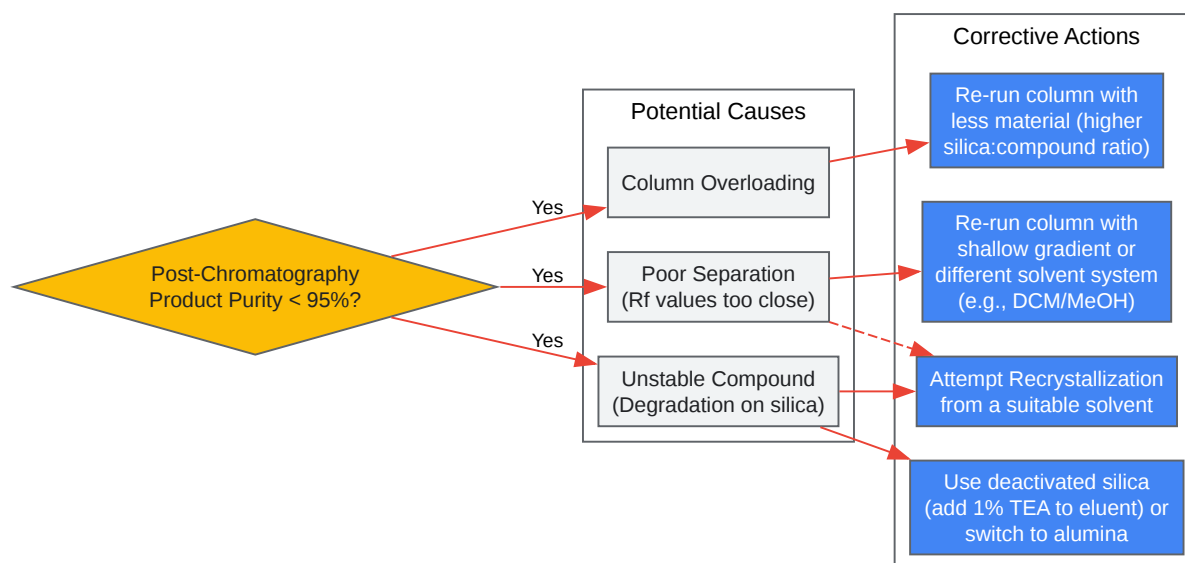 Post-Chromatography
Product Purity < 95%?
Yes
Yes
Yes
Potential Causes
Column Overloading
Poor Separation
(Rf values too close)
Unstable Compound
(Degradation on silica)
Corrective Actions
Re-run column with
less material (higher
silica:compound ratio)
Re-run column with
shallow gradient or
different solvent system
(e.g., DCM/MeOH)
Attempt Recrystallization
from a suitable solvent
Use deactivated silica
(add 1% TEA to eluent) or
switch to alumina